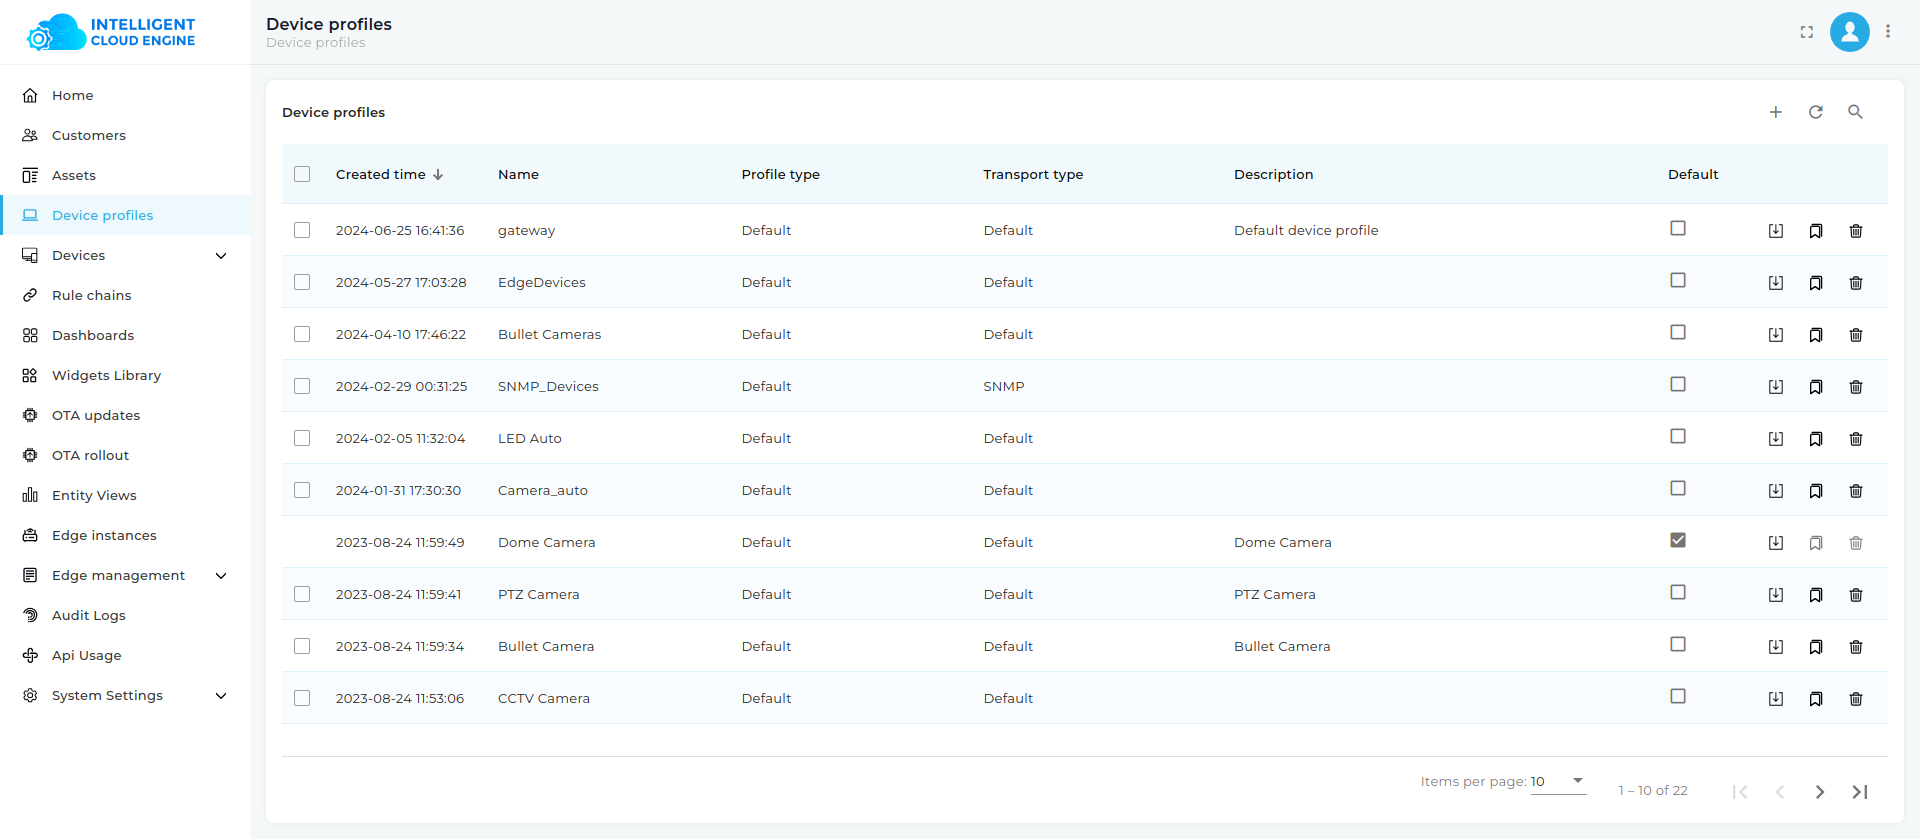 INTELLIGENT
CLOUD ENGINE
Device profiles
Device profiles
Home
Customers
Assets
Device profiles
Devices
Rule chains
Dashboards
Widgets Library
OTA updates
OTA rollout
Entity Views
Edge instances
Edge management
Audit Logs
Api Usage
System Settings
Device profiles
Created time Name Profile type Transport type Description Default
2024-06-25 16:41:36 gateway Default Default Default device profile
2024-05-27 17:03:28 EdgeDevices Default Default
2024-04-10 17:46:22 Bullet Cameras Default Default
2024-02-29 00:31:25 SNMP_Devices Default SNMP
2024-02-05 11:32:04 LED Auto Default Default
2024-01-31 17:30:30 Camera_auto Default Default
2023-08-24 11:59:49 Dome Camera Default Default Dome Camera
2023-08-24 11:59:41 PTZ Camera Default Default PTZ Camera
2023-08-24 11:59:34 Bullet Camera Default Default Bullet Camera
2023-08-24 11:53:06 CCTV Camera Default Default
Items per page: 10 1 – 10 of 22